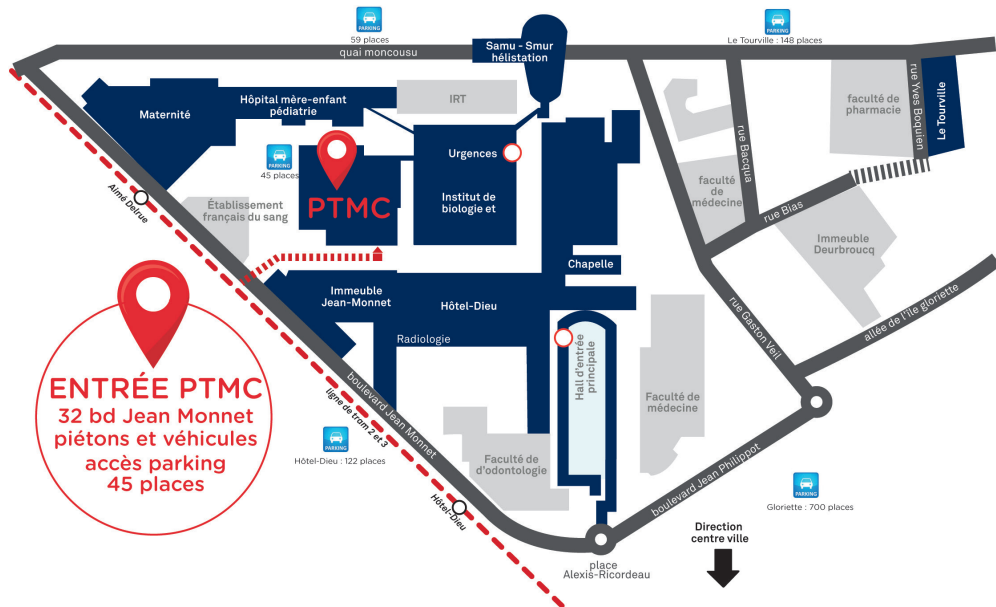 PARKING
59 places
quai moncousu
Samu - Smur
hélistation
PARKING
Le Tourville : 148 places
Maternité
Hôpital mère-enfant
pédiatrie
IRT
faculté de
pharmacie
rue Yves Boquien
Le Tourville
rue Bacqua
PARKING
45 places
Urgences
Institut de
biologie et
PTMC
Aimé Delrue
Établissement
français du sang
faculté
de
médecine
rue Bias
Immeuble
Deurbroucq
Chapelle
Immeuble
Jean-Monnet
Hôtel-Dieu
Radiologie
Hall d'entrée
principale
rue Gaston Veil
allée de l'île gloriette
ENTRÉE PTMC
32 bd Jean Monnet
piétons et véhicules
accès parking
45 places
boulevard Jean Monnet
ligne de tram 2 et 3
Faculté de
médecine
PARKING
Hôtel-Dieu : 122 places
Faculté de
d'odontologie
boulevard Jean Philippot
PARKING
Gloriette : 700 places
Hôtel-Dieu
Direction
centre ville
place
Alexis-Ricordeau